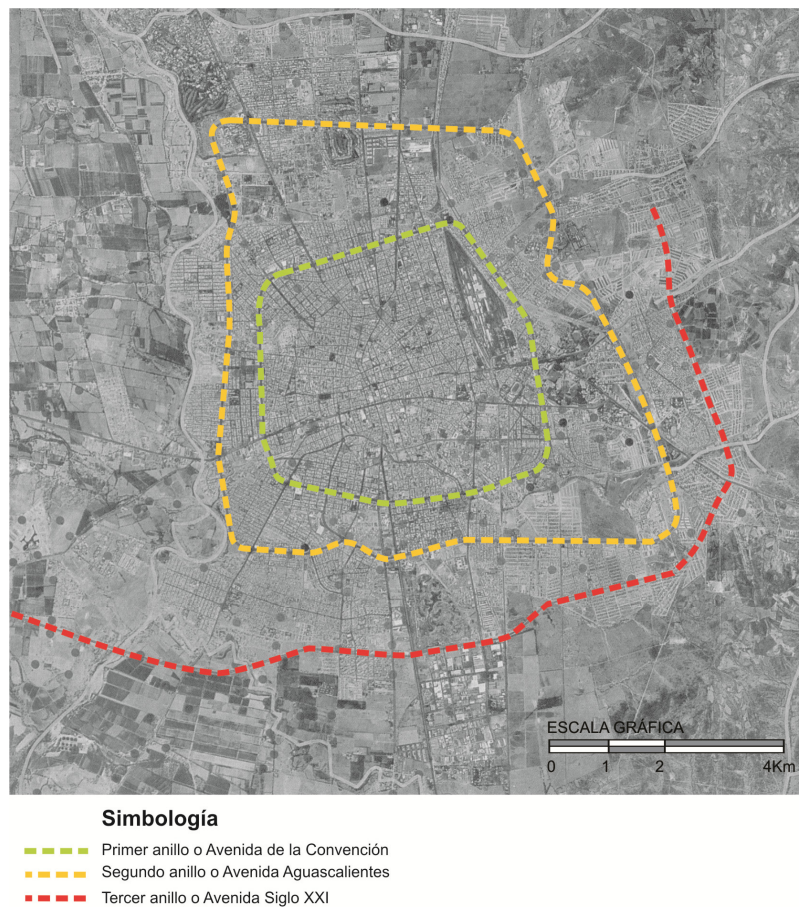 ESCALA GRÁFICA
0 1 2 4Km
Simbología
Primer anillo o Avenida de la Convención
Segundo anillo o Avenida Aguascalientes
Tercer anillo o Avenida Siglo XXI